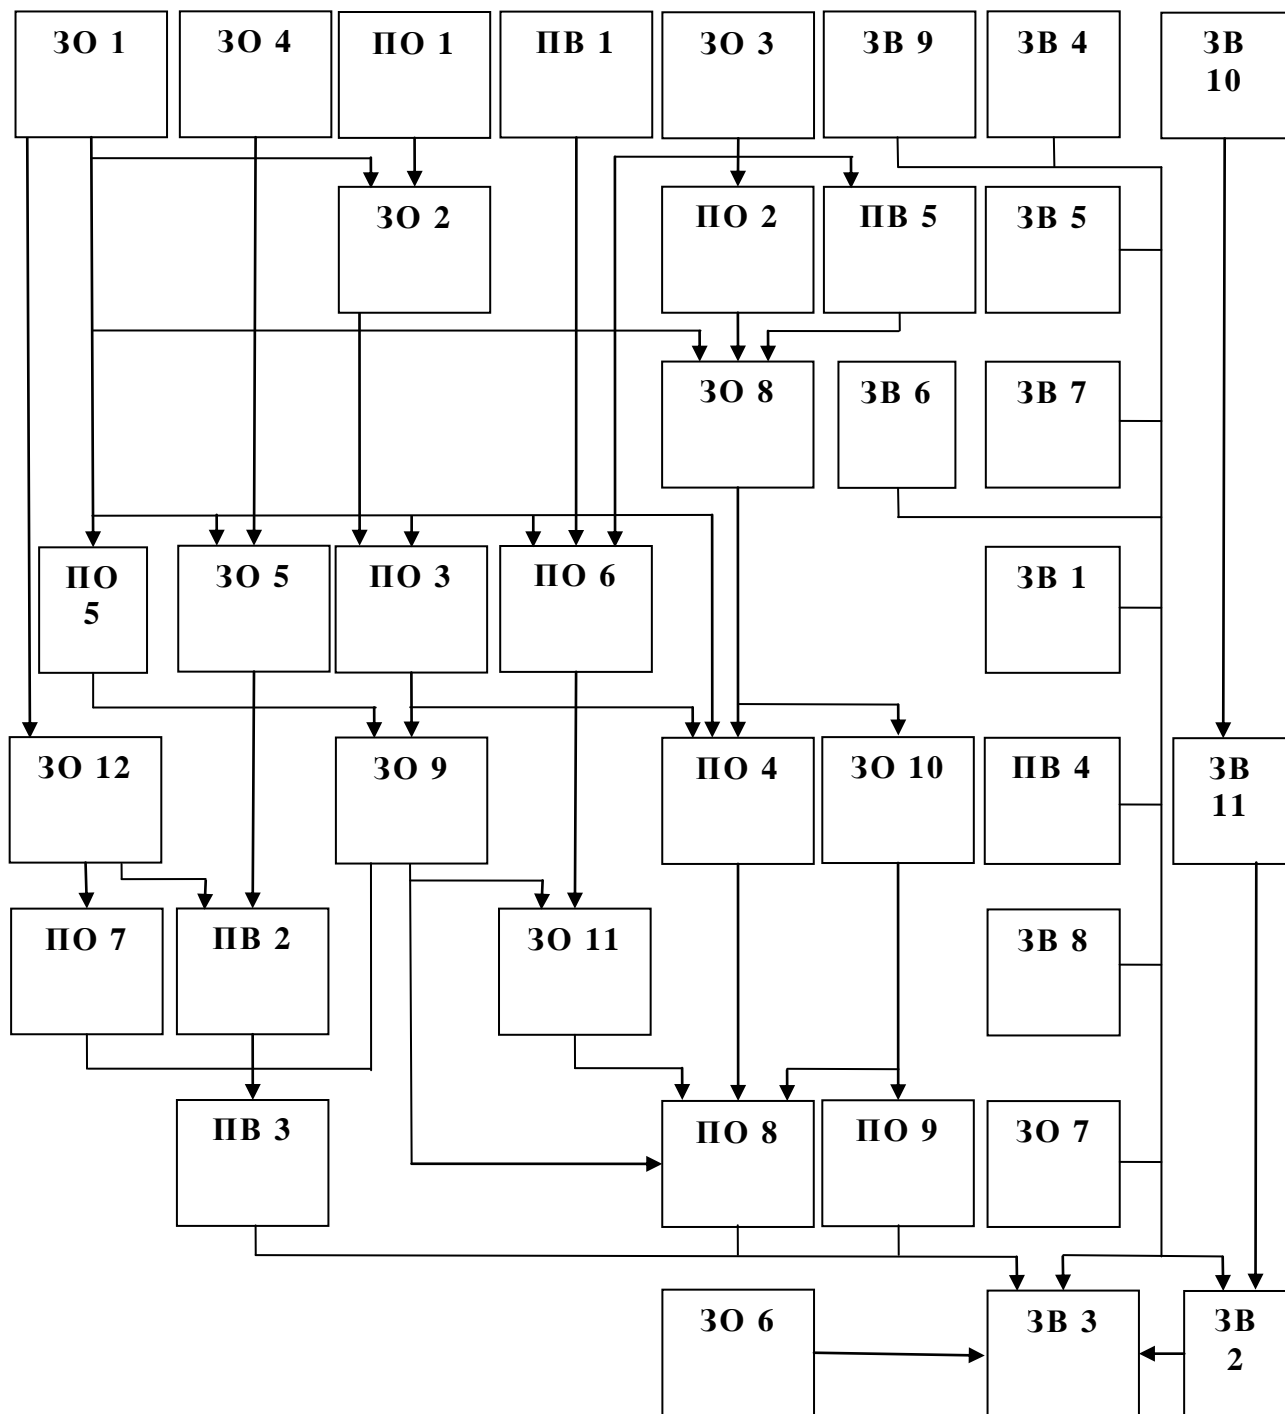 ЗО 1
ЗО 4
ПО 1
ПВ 1
ЗО 3
ЗВ 9
ЗВ 4
ЗВ
10
ЗО 2
ПО 2
ПВ 5
ЗВ 5
ЗО 8
ЗВ 6
ЗВ 7
ПО
5
ЗО 5
ПО 3
ПО 6
ЗВ 1
ЗО 12
ЗО 9
ПО 4
ЗО 10
ПВ 4
ЗВ
11
ПО 7
ПВ 2
ЗО 11
ЗВ 8
ПВ 3
ПО 8
ПО 9
ЗО 7
ЗО 6
ЗВ 3
ЗВ
2